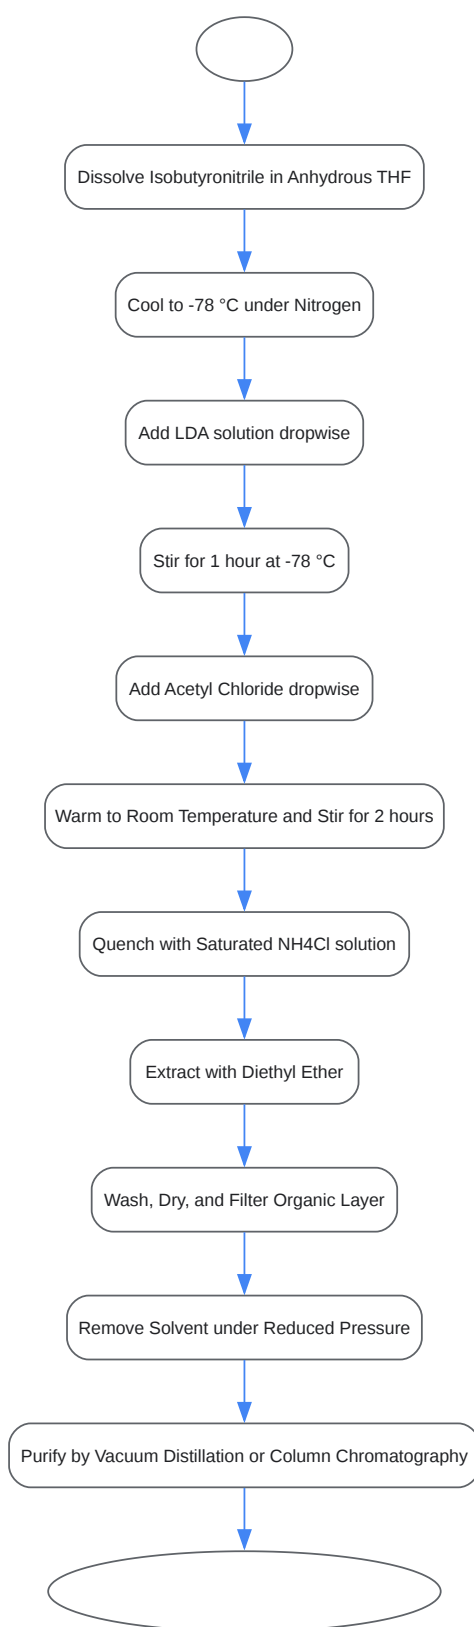 Dissolve Isobutyronitrile in Anhydrous THF
Cool to -78 °C under Nitrogen
Add LDA solution dropwise
Stir for 1 hour at -78 °C
Add Acetyl Chloride dropwise
Warm to Room Temperature and Stir for 2 hours
Quench with Saturated NH4Cl solution
Extract with Diethyl Ether
Wash, Dry, and Filter Organic Layer
Remove Solvent under Reduced Pressure
Purify by Vacuum Distillation or Column Chromatography